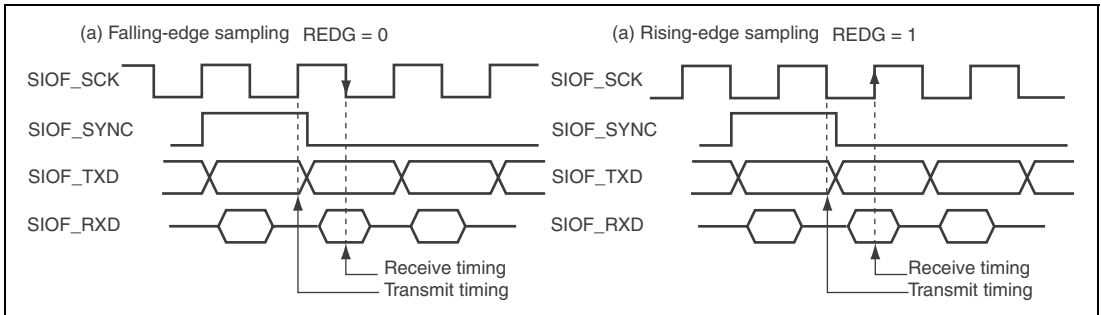 (a) Falling-edge sampling REDG = 0
SIOF_SCK
SIOF_SYNC
SIOF_TXD
SIOF_RXD
Receive timing
Transmit timing
(a) Rising-edge sampling REDG = 1
SIOF_SCK
SIOF_SYNC
SIOF_TXD
SIOF_RXD
Receive timing
Transmit timing